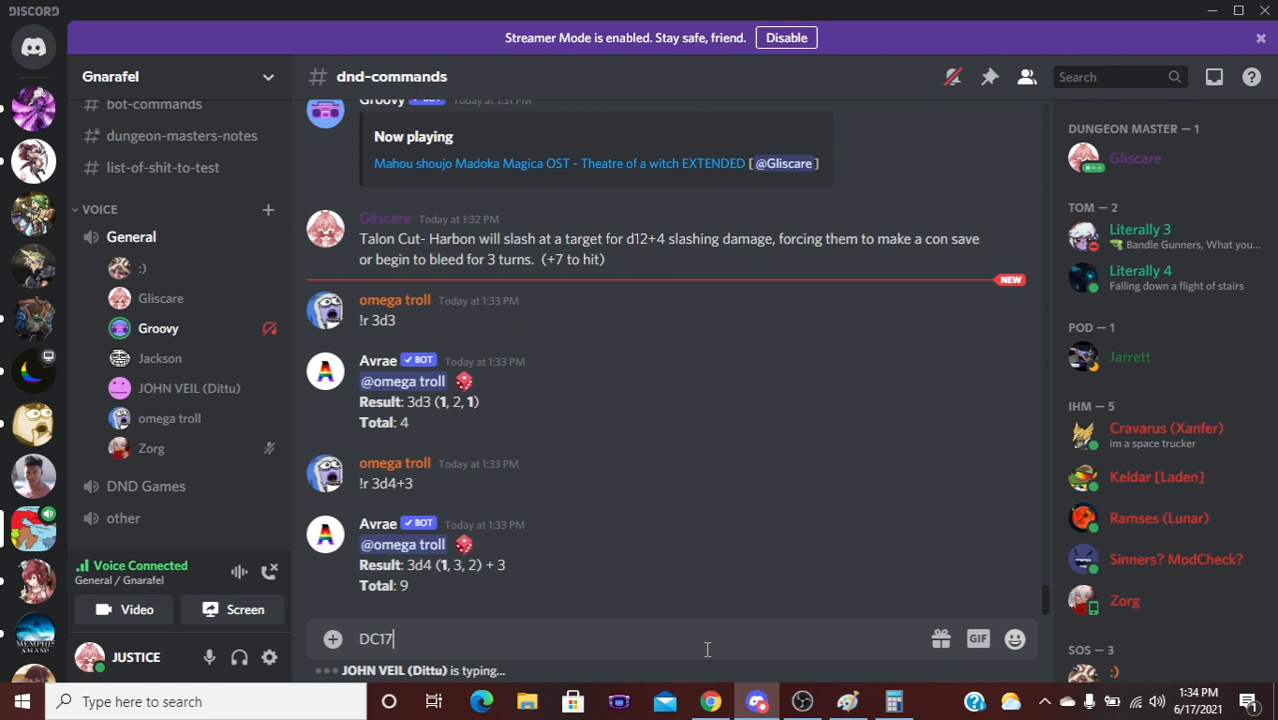 DISCORD
Streamer Mode is enabled. Stay safe, friend. Disable
Gnarafel
bot-commands
dungeon-masters-notes
list-of-shit-to-test
VOICE
General
:)
Gliscare
Groovy
Jackson
JOHN VEIL (Dittu)
omega troll
Zorg
DND Games
other
Voice Connected
General / Gnarafel
Video
Screen
JUSTICE
# dnd-commands
Search
Groovy BOT Today at 1:31 PM
Now playing
Mahou shoujo Madoka Magica OST - Theatre of a witch EXTENDED [ @Gliscare ]
Gliscare Today at 1:32 PM
Talon Cut- Harbon will slash at a target for d12+4 slashing damage, forcing them to make a con save
or begin to bleed for 3 turns. (+7 to hit)
NEW
omega troll Today at 1:33 PM
!r 3d3
Avrae BOT Today at 1:33 PM
@omega troll
Result: 3d3 (1, 2, 1)
Total: 4
omega troll Today at 1:33 PM
!r 3d4+3
Avrae BOT Today at 1:33 PM
@omega troll
Result: 3d4 (1, 3, 2) + 3
Total: 9
DC17
GIF
JOHN VEIL (Dittu) is typing...
DUNGEON MASTER — 1
Gliscare
TOM — 2
Literally 3
Bandle Gunners, What you...
Literally 4
Falling down a flight of stairs
POD — 1
Jarrett
IHM — 5
Cravarus (Xanfer)
im a space trucker
Keldar [Laden]
Ramses (Lunar)
Sinners? ModCheck?
Zorg
SOS — 3
:)
MEMPHIS
SMASH
Type here to search
1:34 PM
6/17/2021
1